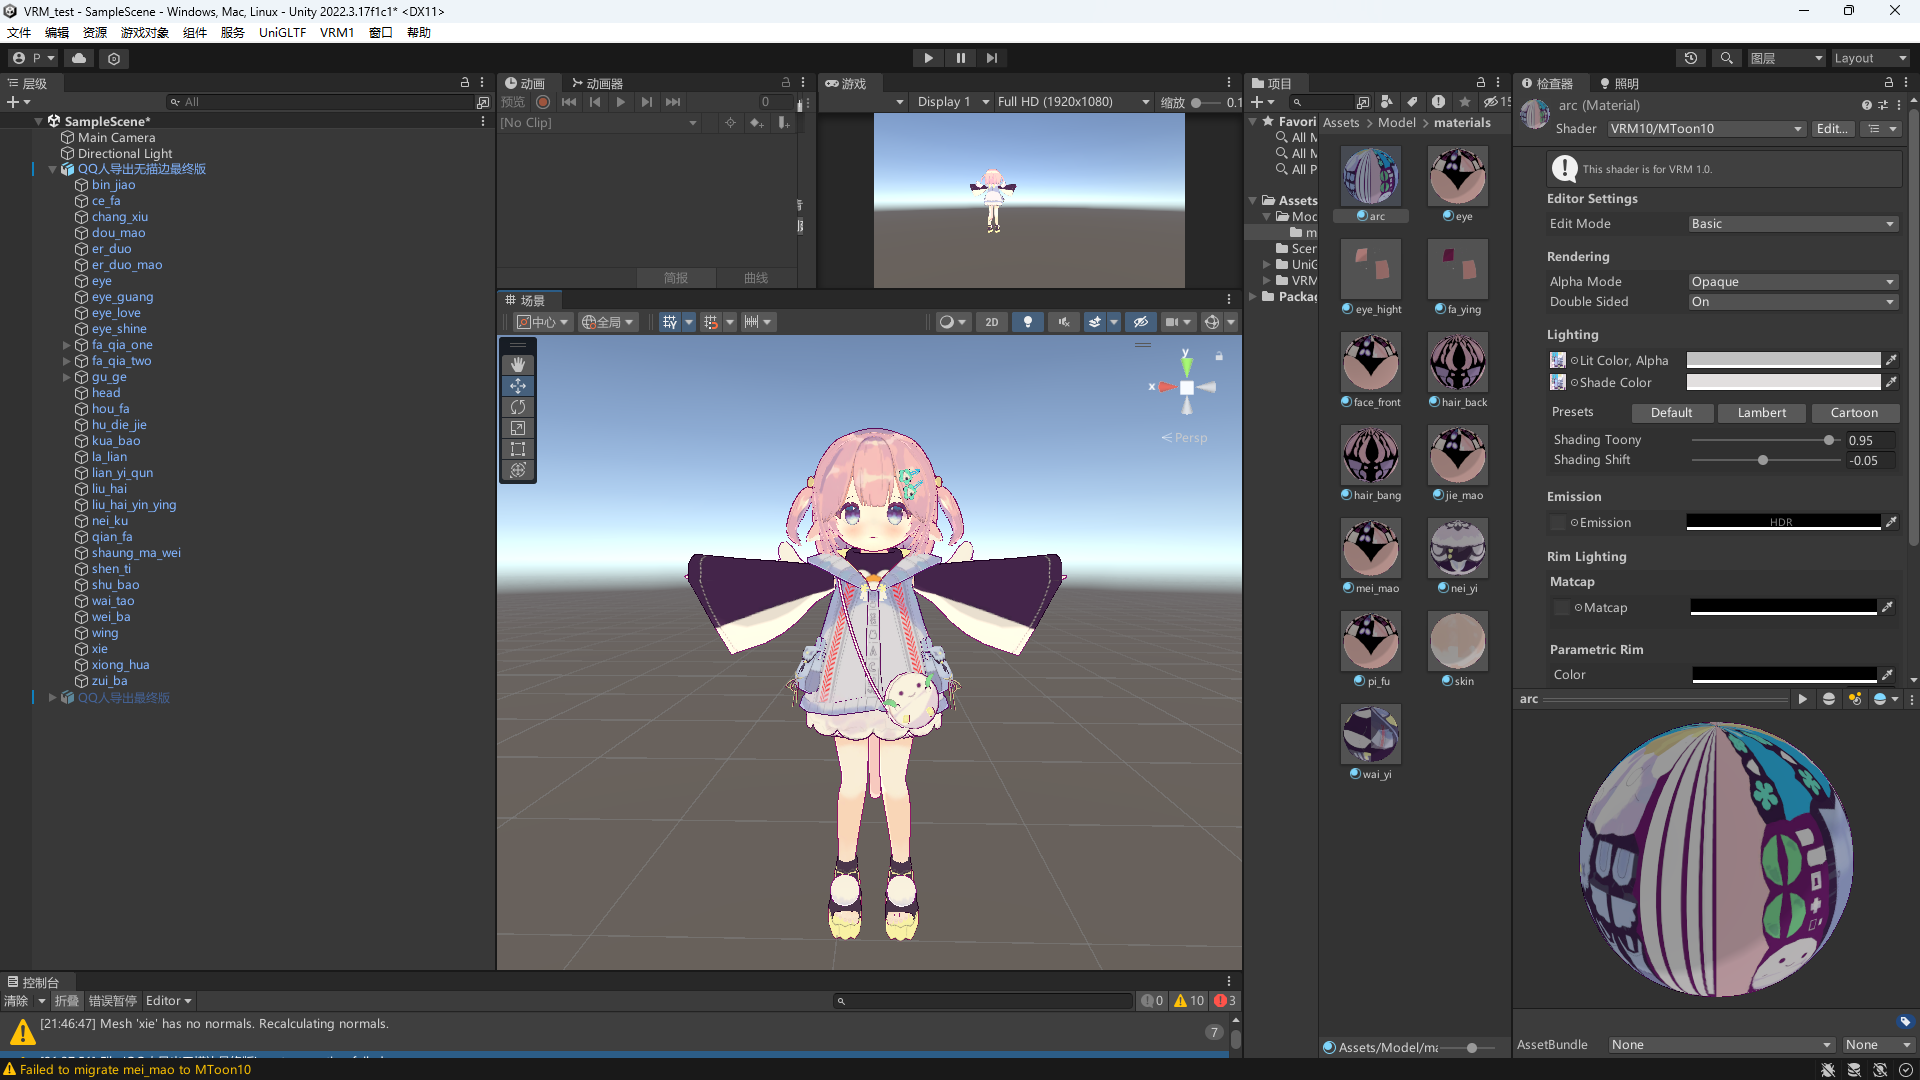 VRM_test - SampleScene - Windows, Mac, Linux - Unity 2022.3.17f1c1* <DX11>
文件 编辑 资源 游戏对象 组件 服务 UniGLTF VRM1 窗口 帮助
P 图层 Layout
层级
All
SampleScene*
Main Camera
Directional Light
QQ人导出无描边最终版
bin_jiao
ce_fa
chang_xiu
dou_mao
er_duo
er_duo_mao
eye
eye_guang
eye_love
eye_shine
fa_qia_one
fa_qia_two
gu_ge
head
hou_fa
hu_die_jie
kua_bao
la_lian
lian_yi_qun
liu_hai
liu_hai_yin_ying
nei_ku
qian_fa
shaung_ma_wei
shen_ti
shu_bao
wai_tao
wei_ba
wing
xie
xiong_hua
zui_ba
QQ人导出最终版
动画 动画器
预览 0
[No Clip]
简报 曲线
游戏
Display 1 Full HD (1920x1080) 缩放 0.1
场景
中心 全局 2D
y
x
Persp
项目
15
Favori
All M
All M
All P
Assets
Moc
m
Scer
UniG
VRM
Packag
Assets Model materials
arc eye
eye_hight fa_ying
face_front hair_back
hair_bang jie_mao
mei_mao nei_yi
pi_fu skin
wai_yi
Assets/Model/ma
检查器 照明
arc (Material)
Shader VRM10/MToon10 Edit...
This shader is for VRM 1.0.
Editor Settings
Edit Mode Basic
Rendering
Alpha Mode Opaque
Double Sided On
Lighting
Lit Color, Alpha
Shade Color
Presets Default Lambert Cartoon
Shading Toony 0.95
Shading Shift -0.05
Emission
Emission HDR
Rim Lighting
Matcap
Matcap
Parametric Rim
Color
arc
AssetBundle None None
控制台
清除 折叠 错误暂停 Editor 0 10 3
[21:46:47] Mesh 'xie' has no normals. Recalculating normals.
7
Failed to migrate mei_mao to MToon10